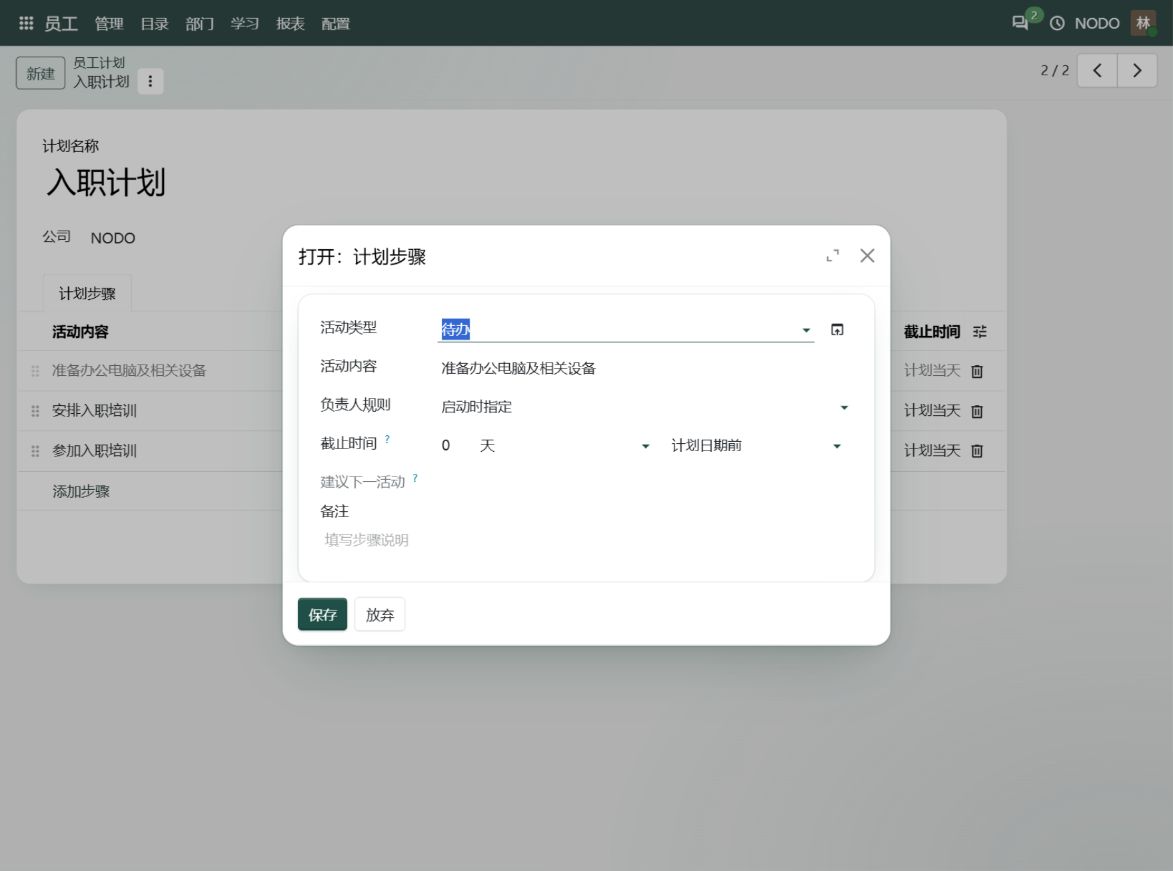 员工 管理 目录 部门 学习 报表 配置 2 NODO 林
新建 员工计划 2 / 2
入职计划
计划名称
入职计划
公司 NODO
计划步骤
活动内容 截止时间
准备办公电脑及相关设备 计划当天
安排入职培训 计划当天
参加入职培训 计划当天
添加步骤
打开：计划步骤
活动类型 待办
活动内容 准备办公电脑及相关设备
负责人规则 启动时指定
截止时间 ? 0 天 计划日期前
建议下一活动 ?
备注
填写步骤说明
保存 放弃